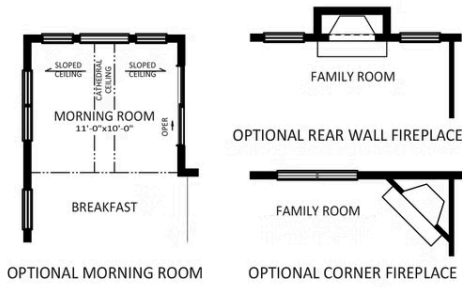 SLOPED
CEILING
CATHEDRAL
CEILING
SLOPED
CEILING
MORNING ROOM
11'-0"x10'-0"
OPER
BREAKFAST
OPTIONAL MORNING ROOM
FAMILY ROOM
OPTIONAL REAR WALL FIREPLACE
FAMILY ROOM
OPTIONAL CORNER FIREPLACE